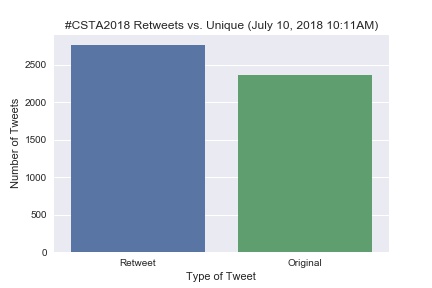 #CSTA2018 Retweets vs. Unique (July 10, 2018 10:11AM)
Number of Tweets
2500
2000
1500
1000
500
0
Retweet Original
Type of Tweet